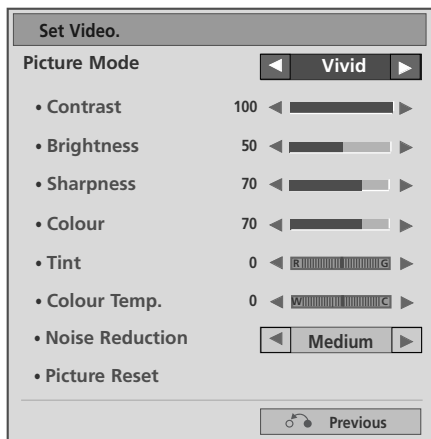 Set Video.
Picture Mode Vivid
• Contrast 100
• Brightness 50
• Sharpness 70
• Colour 70
• Tint 0 R G
• Colour Temp. 0 W C
• Noise Reduction Medium
• Picture Reset
Previous